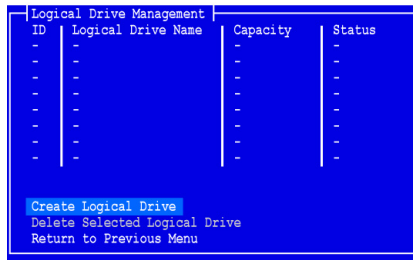 Logical Drive Management
ID Logical Drive Name Capacity Status
- - - -
- - - -
- - - -
- - - -
- - - -
- - - -
- - - -
- - - -
Create Logical Drive
Delete Selected Logical Drive
Return to Previous Menu